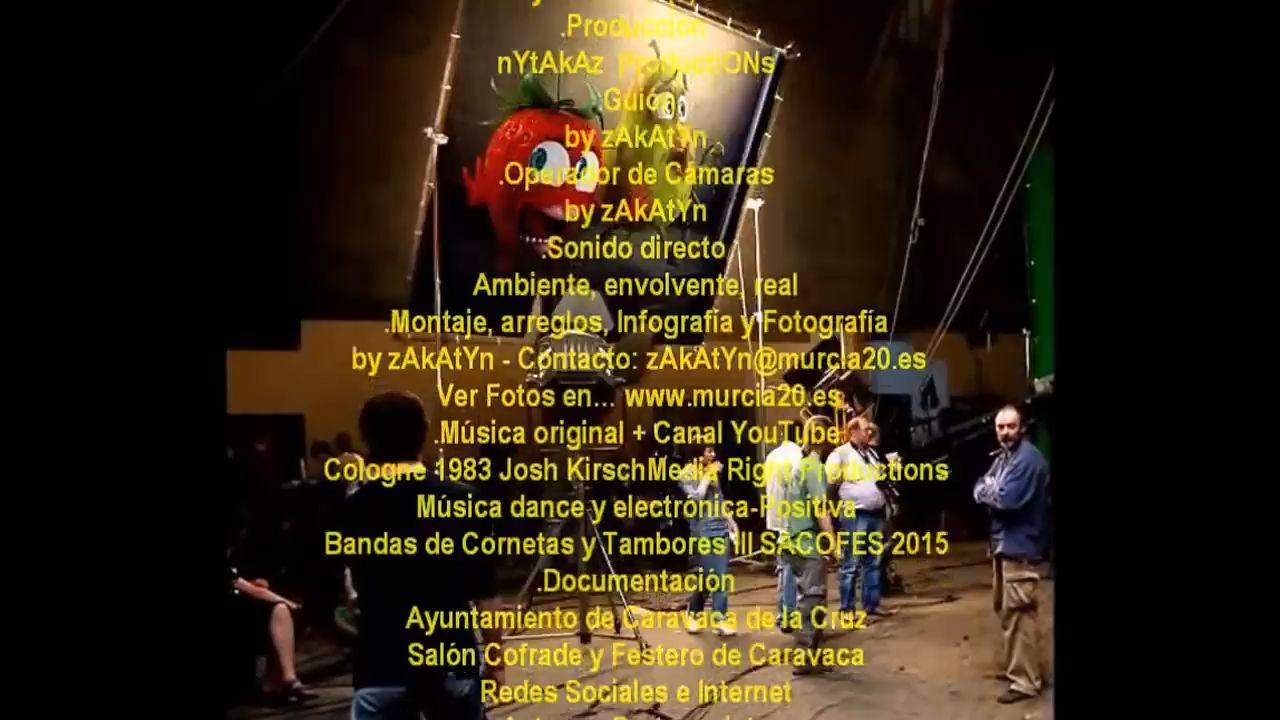 .Producción
nYtAkAz ProductIONs
.Guión
by zAkAtYn
.Operador de Cámaras
by zAkAtYn
.Sonido directo
Ambiente, envolvente, real
.Montaje, arreglos, Infografía y Fotografía
by zAkAtYn - Contacto: zAkAtYn@murcia20.es
Ver Fotos en... www.murcia20.es
.Música original + Canal YouTube
Cologne 1983 Josh KirschMedia Right Productions
Música dance y electrónica-Positiva
Bandas de Cornetas y Tambores III SACOFES 2015
.Documentación
Ayuntamiento de Caravaca de la Cruz
Salón Cofrade y Festero de Caravaca
Redes Sociales e Internet